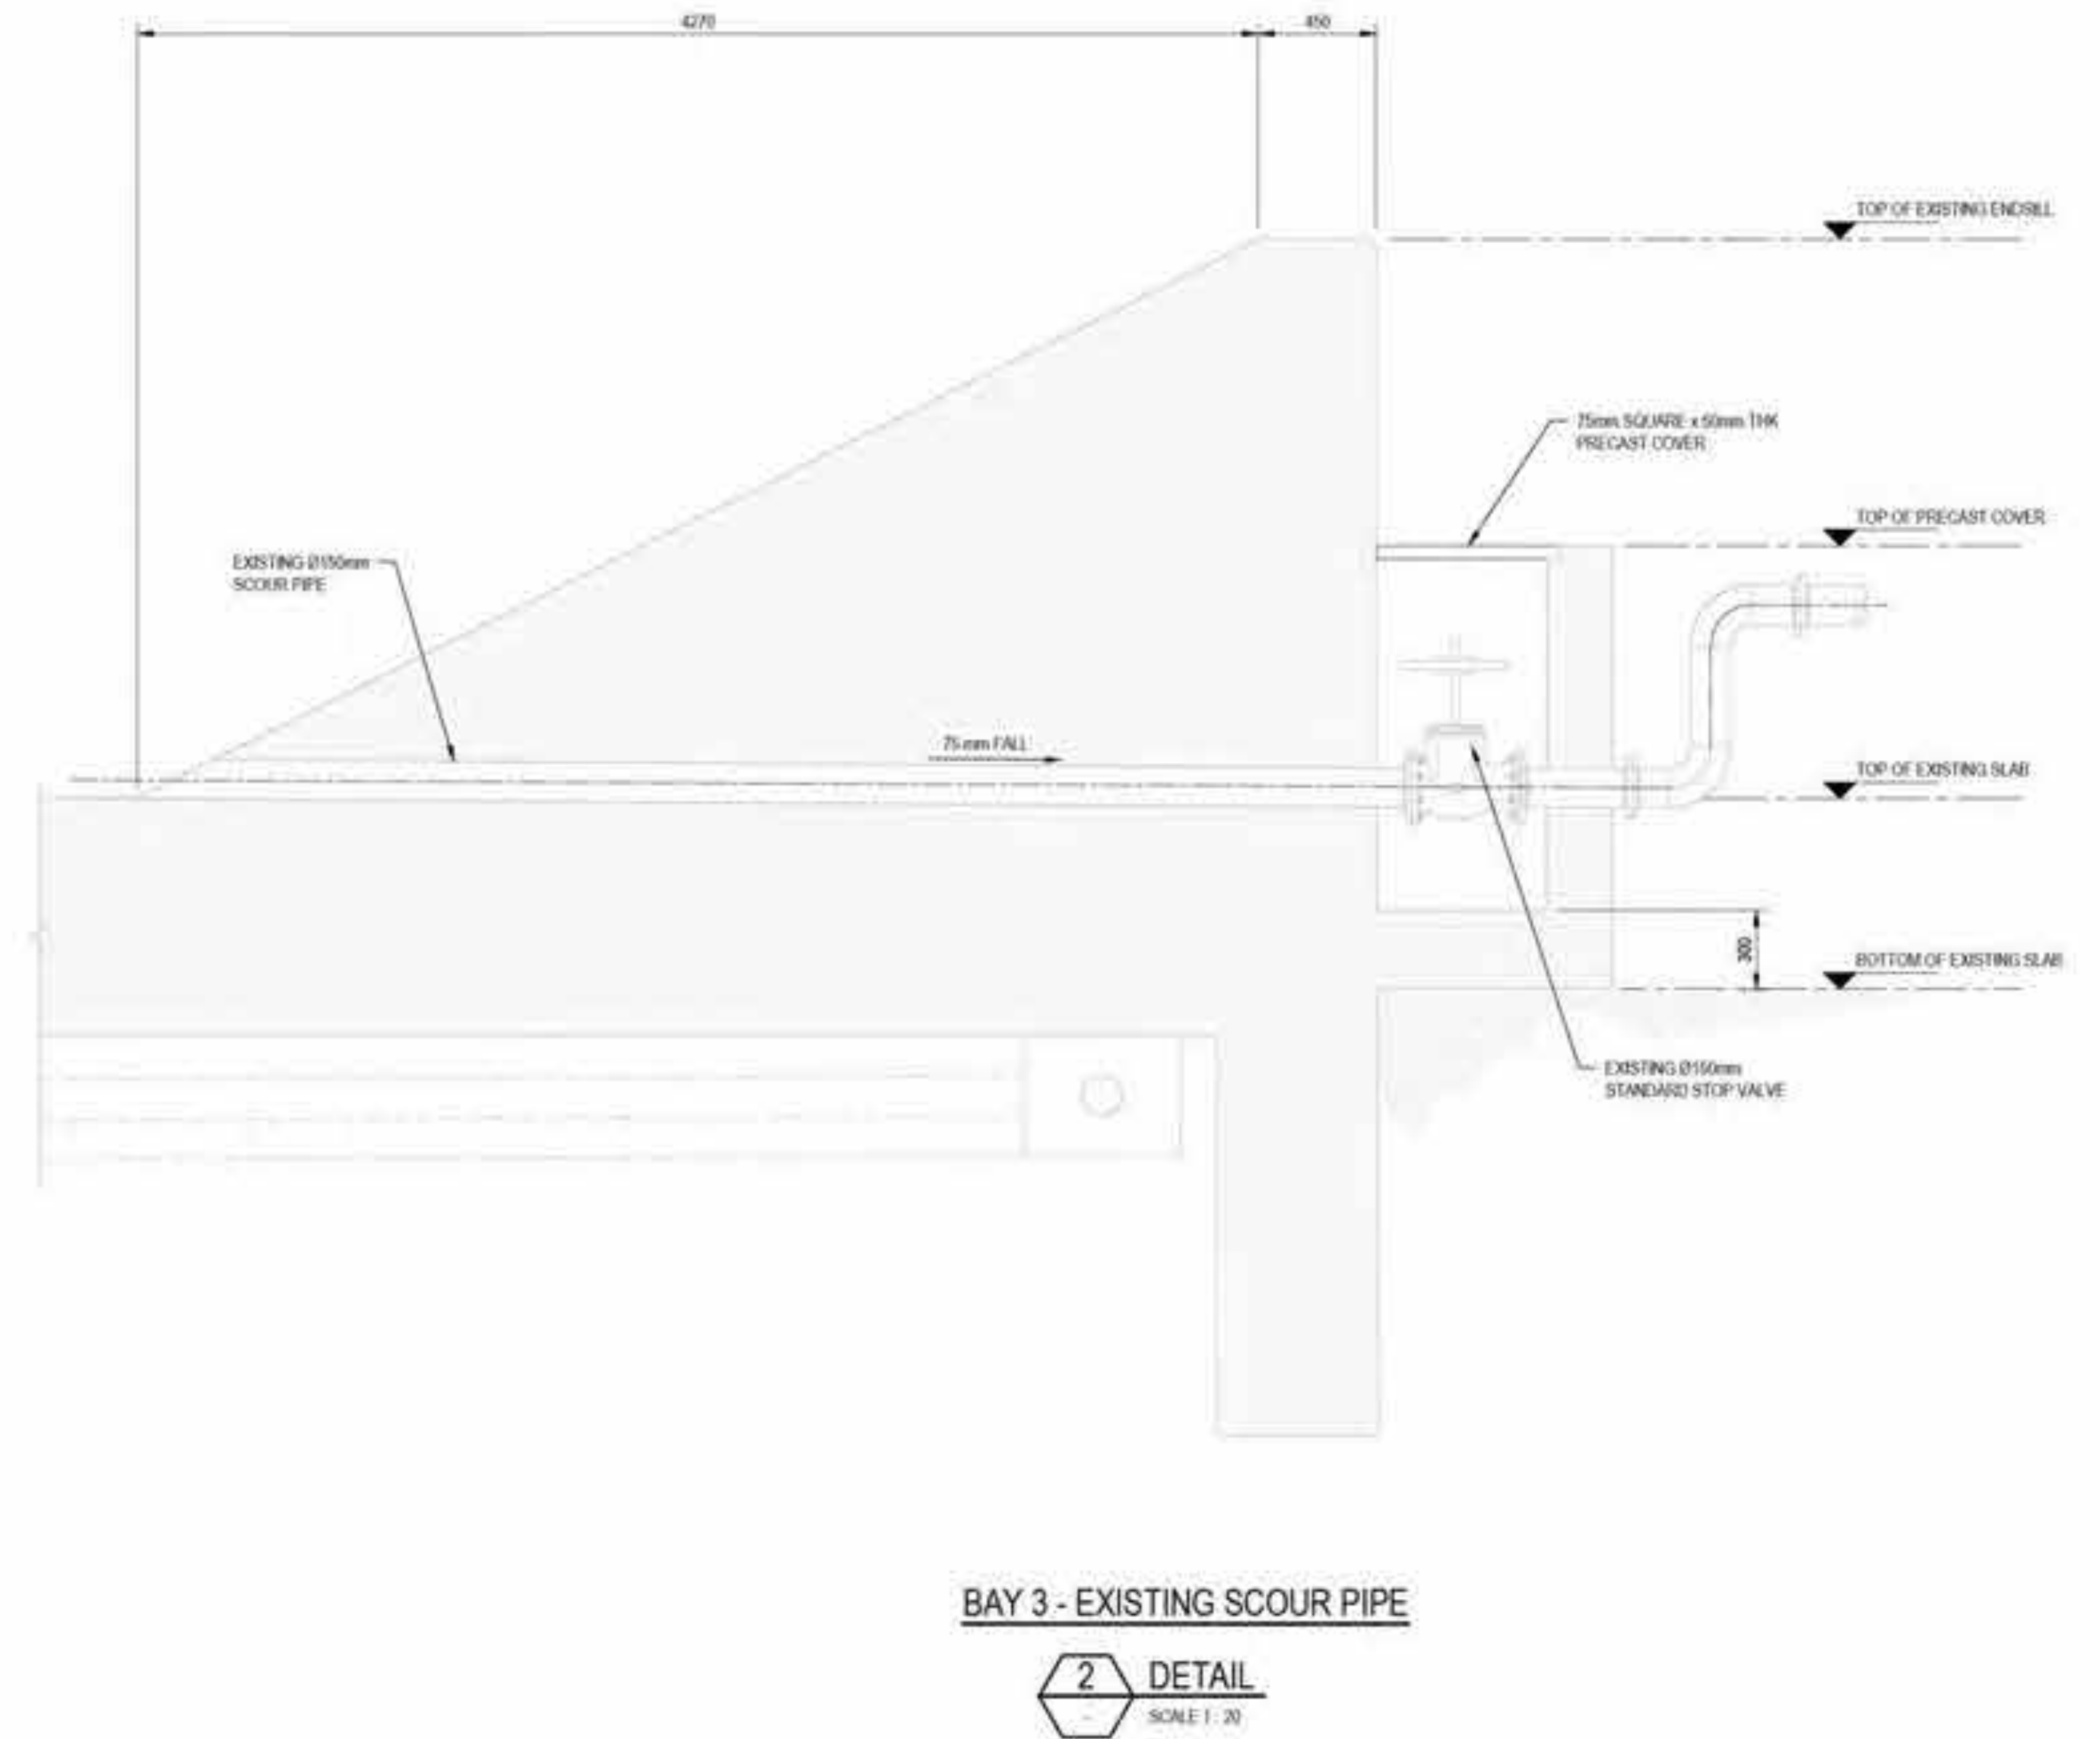 4270
450
TOP OF EXISTING ENDSILL
75mm SQUARE x 50mm THK
PRECAST COVER
TOP OF PRECAST COVER
EXISTING Ø150mm
SCOUR PIPE
75 mm FALL
TOP OF EXISTING SLAB
300
BOTTOM OF EXISTING SLAB
EXISTING Ø150mm
STANDARD STOP VALVE
BAY 3 - EXISTING SCOUR PIPE
2
DETAIL
-
SCALE 1 : 20